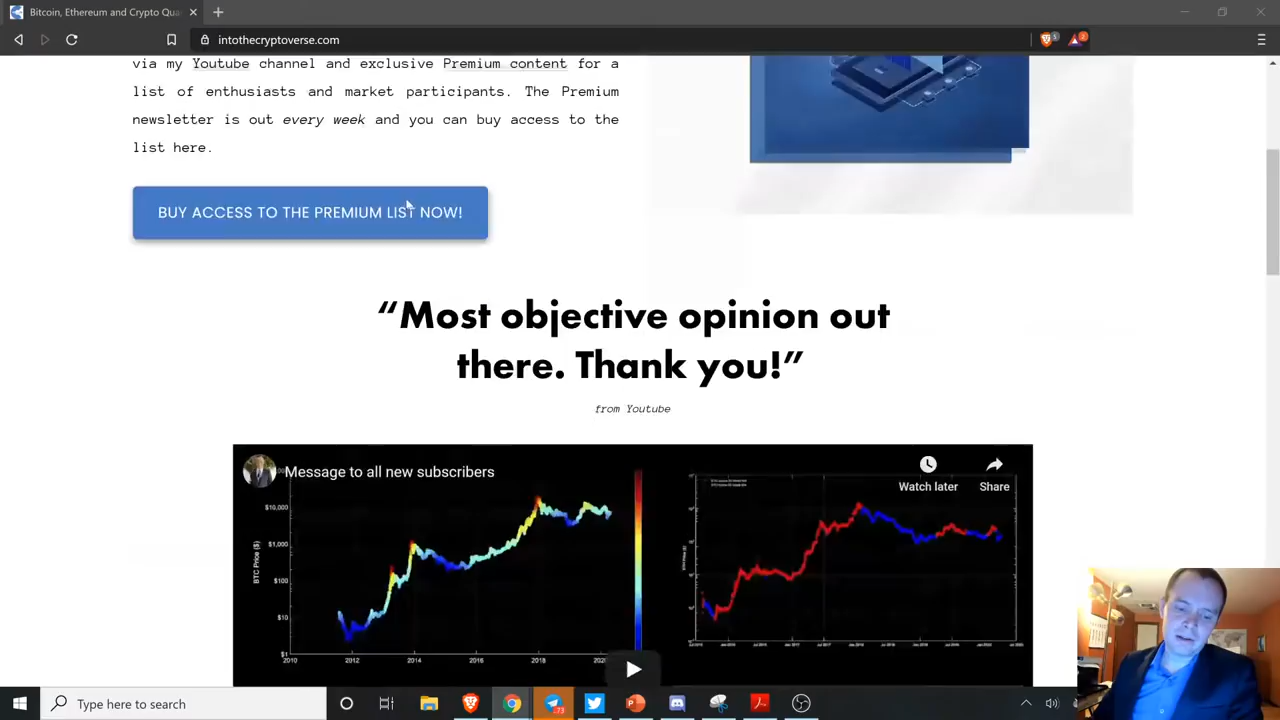 Bitcoin, Ethereum and Crypto Qua
intothecryptoverse.com
5
2
via my Youtube channel and exclusive Premium content for a
list of enthusiasts and market participants. The Premium
newsletter is out every week and you can buy access to the
list here.
BUY ACCESS TO THE PREMIUM LIST NOW!
“Most objective opinion out
there. Thank you!”
from Youtube
Message to all new subscribers
Watch later
Share
$10,000
$1,000
$100
$10
$1
BTC Price ($)
2010
2012
2014
2016
2018
Type here to search
73